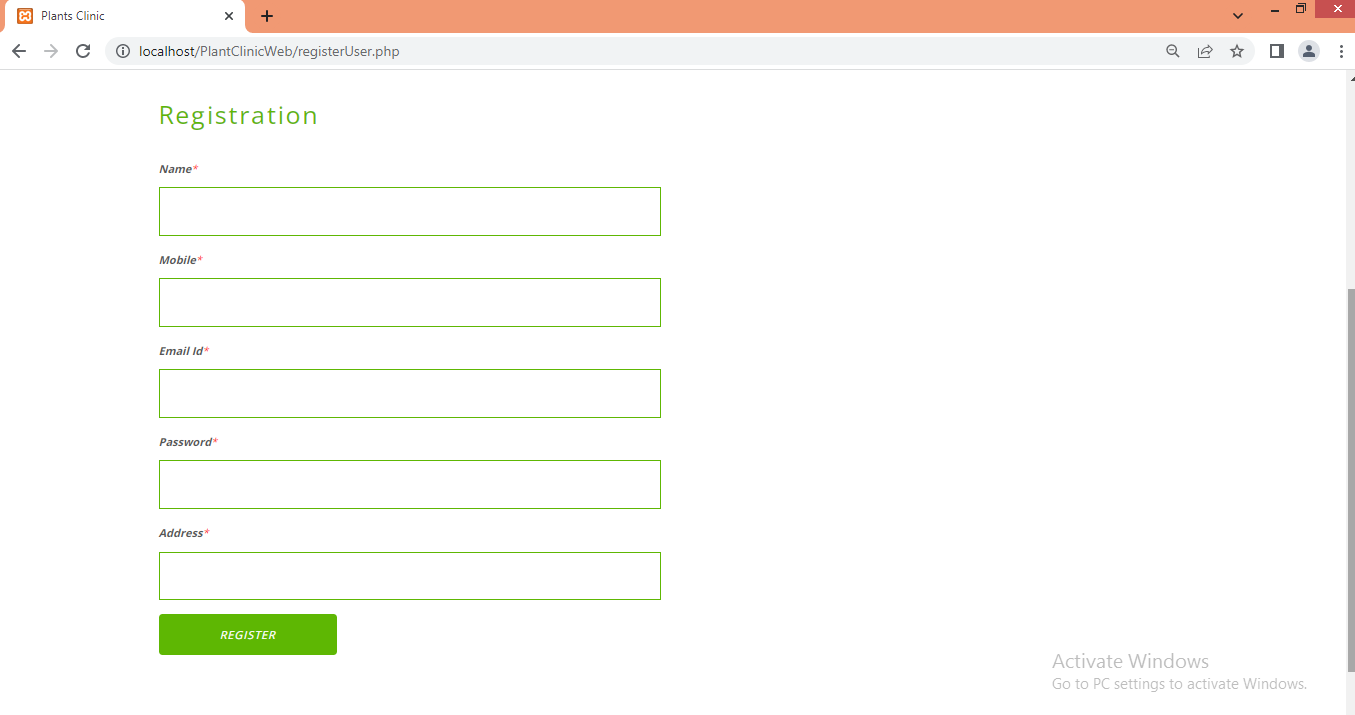 Plants Clinic
localhost/PlantClinicWeb/registerUser.php
Registration
Name*
Mobile*
Email Id*
Password*
Address*
REGISTER
Activate Windows
Go to PC settings to activate Windows.